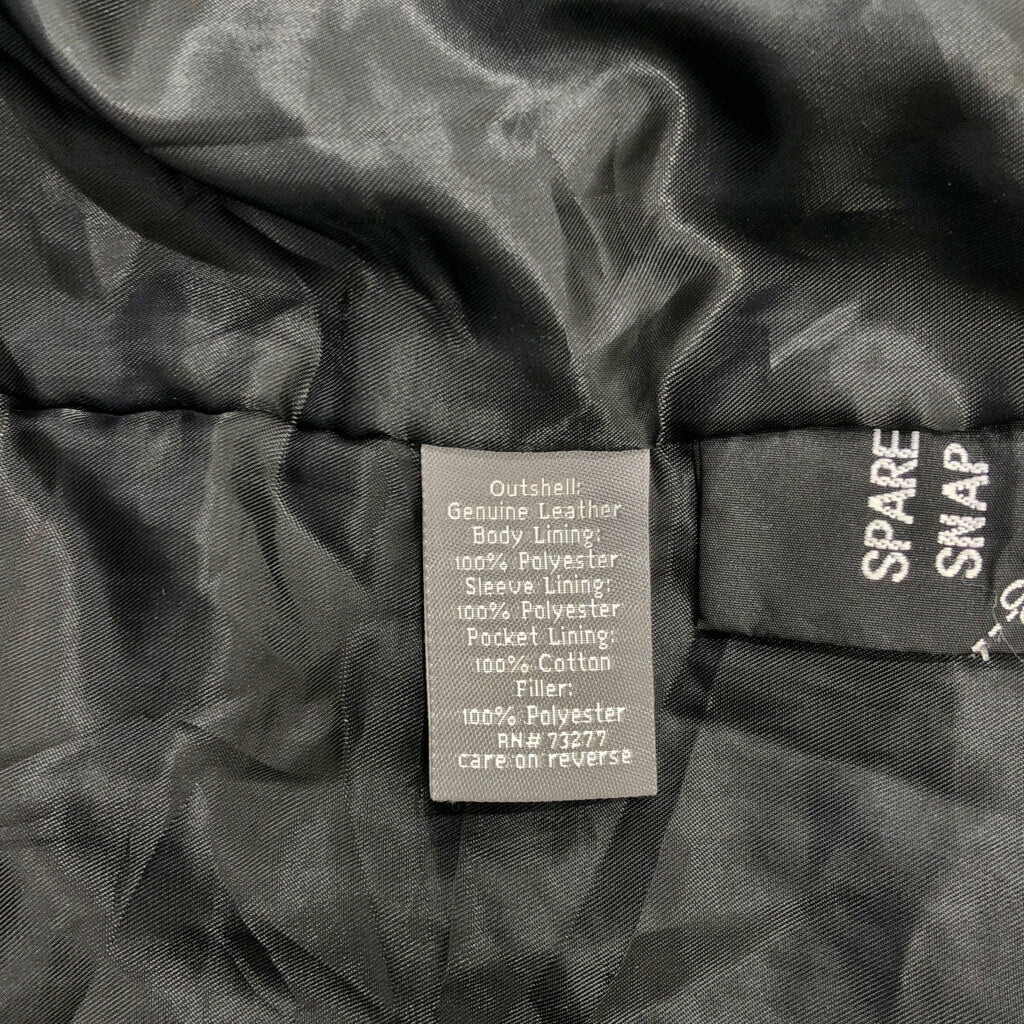 Outshell:
Genuine Leather
Body Lining:
100% Polyester
Sleeve Lining:
100% Polyester
Pocket Lining:
100% Cotton
Filler:
100% Polyester
RN# 73277
care on reverse
SPARE
SNAP